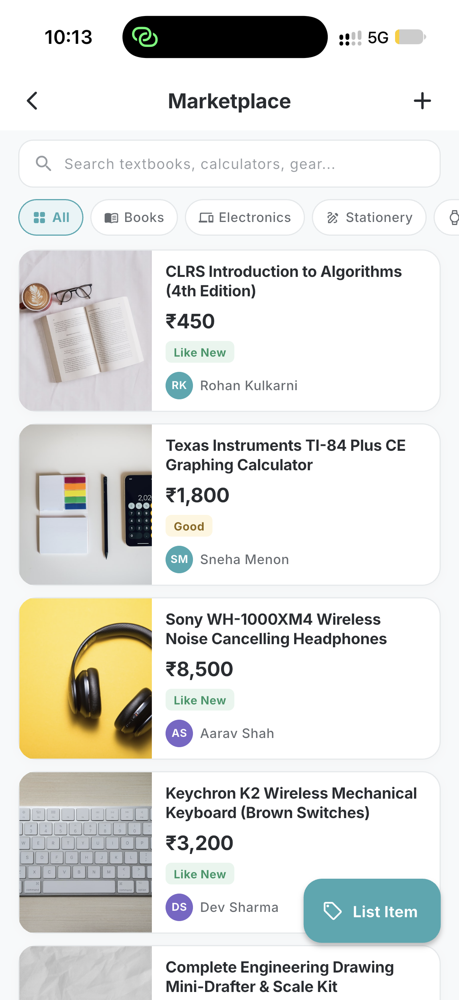 10:13
5G
Marketplace
Search textbooks, calculators, gear...
All
Books
Electronics
Stationery
CLRS Introduction to Algorithms
(4th Edition)
₹450
Like New
RK Rohan Kulkarni
Texas Instruments TI-84 Plus CE
Graphing Calculator
₹1,800
Good
SM Sneha Menon
Sony WH-1000XM4 Wireless
Noise Cancelling Headphones
₹8,500
Like New
AS Aarav Shah
Keychron K2 Wireless Mechanical
Keyboard (Brown Switches)
₹3,200
Like New
DS Dev Sharma
List Item
Complete Engineering Drawing
Mini-Drafter & Scale Kit